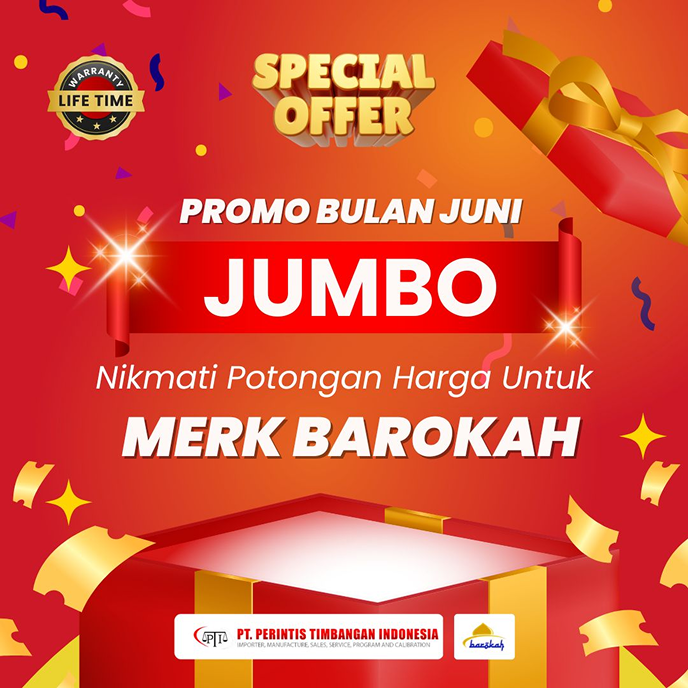 WARRANTY
LIFE TIME
SPECIAL
OFFER
PROMO BULAN JUNI
JUMBO
Nikmati Potongan Harga Untuk
MERK BAROKAH
PTI
PT. PERINTIS TIMBANGAN INDONESIA
IMPORTER, MANUFACTURE, SALES, SERVICE, PROGRAM AND CALIBRATION
barokah